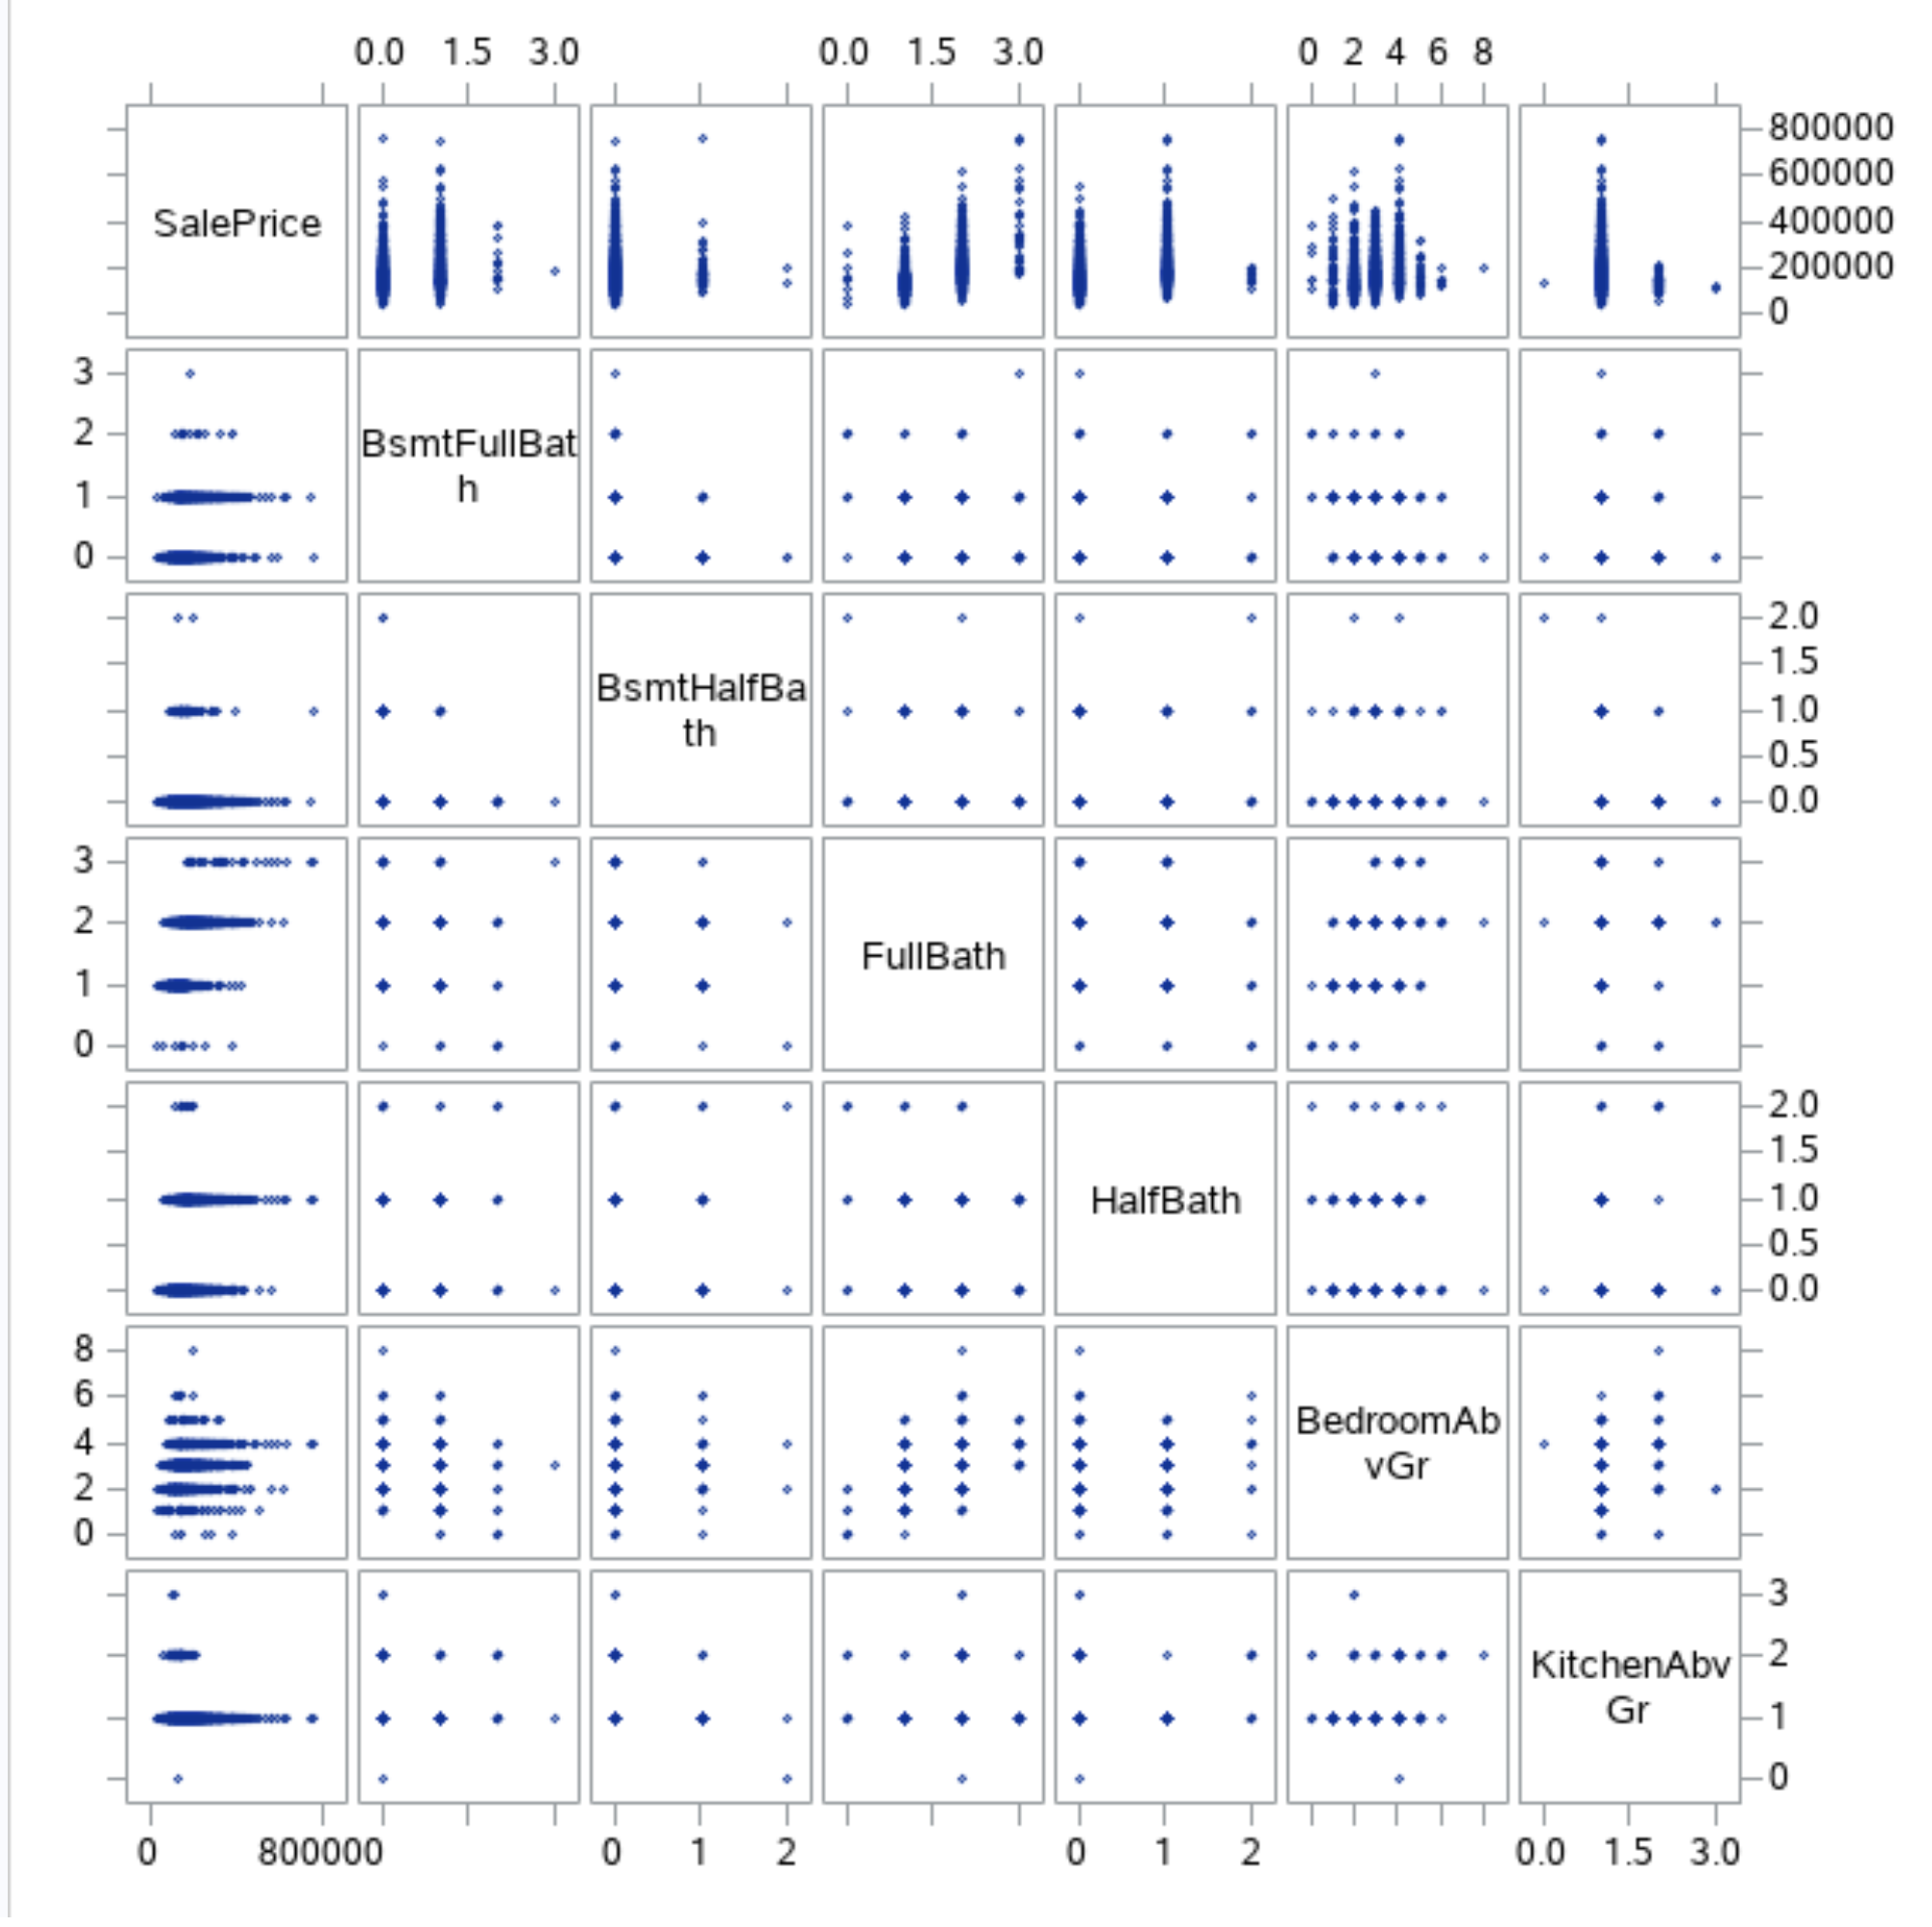 0.0 1.5 3.0 0.0 1.5 3.0 0 2 4 6 8
SalePrice
800000
600000
400000
200000
0
3
2
1
0
BsmtFullBat
h
BsmtHalfBa
th
2.0
1.5
1.0
0.5
0.0
3
2
1
0
FullBath
HalfBath
2.0
1.5
1.0
0.5
0.0
8
6
4
2
0
BedroomAb
vGr
KitchenAbv
Gr
3
2
1
0
0 800000 0 1 2 0 1 2 0.0 1.5 3.0